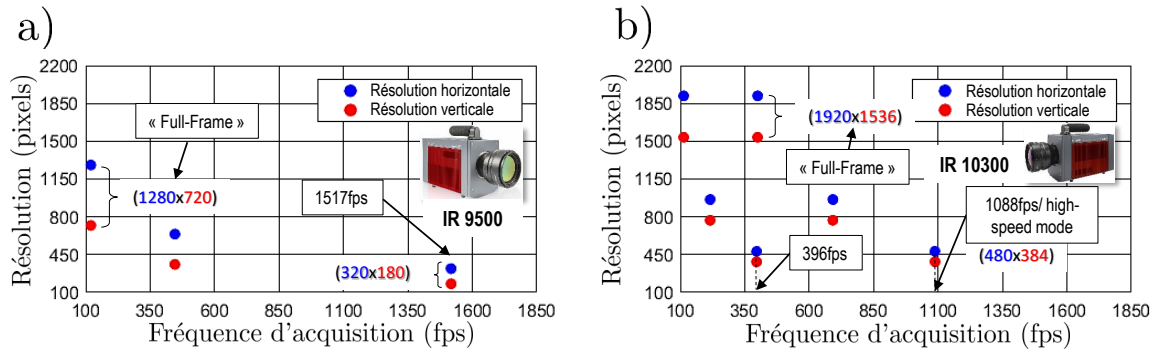 a)
Résolution (pixels)
2200
1850
1500
1150
800
450
100
Résolution horizontale
Résolution verticale
« Full-Frame »
(1280x720)
1517fps
IR 9500
(320x180)
100 350 600 850 1100 1350 1600 1850
Fréquence d'acquisition (fps)
b)
Résolution (pixels)
2200
1850
1500
1150
800
450
100
Résolution horizontale
Résolution verticale
(1920x1536)
« Full-Frame »
IR 10300
1088fps/ high-
speed mode
396fps
(480x384)
100 350 600 850 1100 1350 1600 1850
Fréquence d'acquisition (fps)